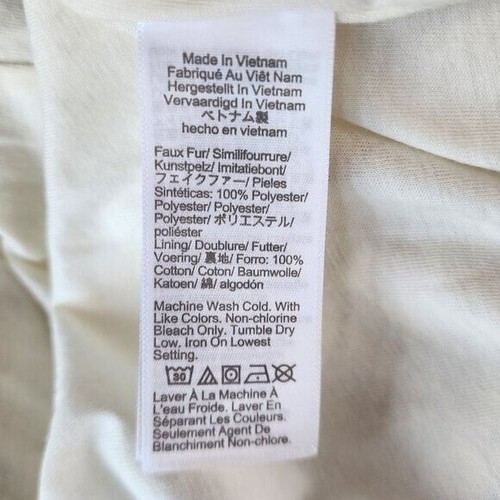 Made In Vietnam
Fabriqué Au Viêt Nam
Hergestellt In Vietnam
Vervaardigd In Vietnam
ベトナム製
hecho en vietnam
Faux Fur/ Similifourrure/
Kunstpelz/ Imitatiebont/
フェイクファー/ Pieles
Sintéticas: 100% Polyester/
Polyester/ Polyester/
Polyester/ ポリエステル/
poliéster
Lining/ Doublure/ Futter/
Voering/ 裏地/ Forro: 100%
Cotton/ Coton/ Baumwolle/
Katoen/ 綿/ algodón
Machine Wash Cold. With
Like Colors. Non-chlorine
Bleach Only. Tumble Dry
Low. Iron On Lowest
Setting.
30
Laver À La Machine À
L'eau Froide. Laver En
Séparant Les Couleurs.
Seulement Agent De
Blanchiment Non-chlore.